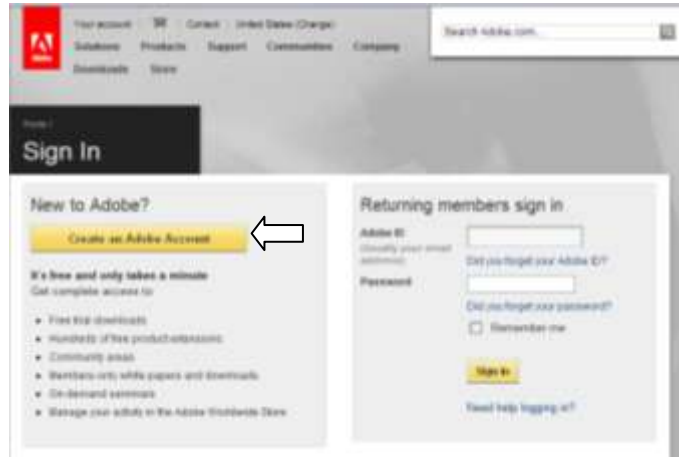 Your account Contact United States (Change)
Solutions Products Support Communities Company
Downloads Store
Search Adobe.com...
Adobe
Home /
Sign In
New to Adobe?
Create an Adobe Account
It's free and only takes a minute
Get complete access to:
Free trial downloads
Hundreds of free product extensions
Community areas
Members-only white papers and downloads
On-demand seminars
Manage your activity in the Adobe Worldwide Store
Returning members sign in
Adobe ID
(Usually your email
address)
Did you forget your Adobe ID?
Password
Did you forget your password?
Remember me
Sign In
Need help logging in?